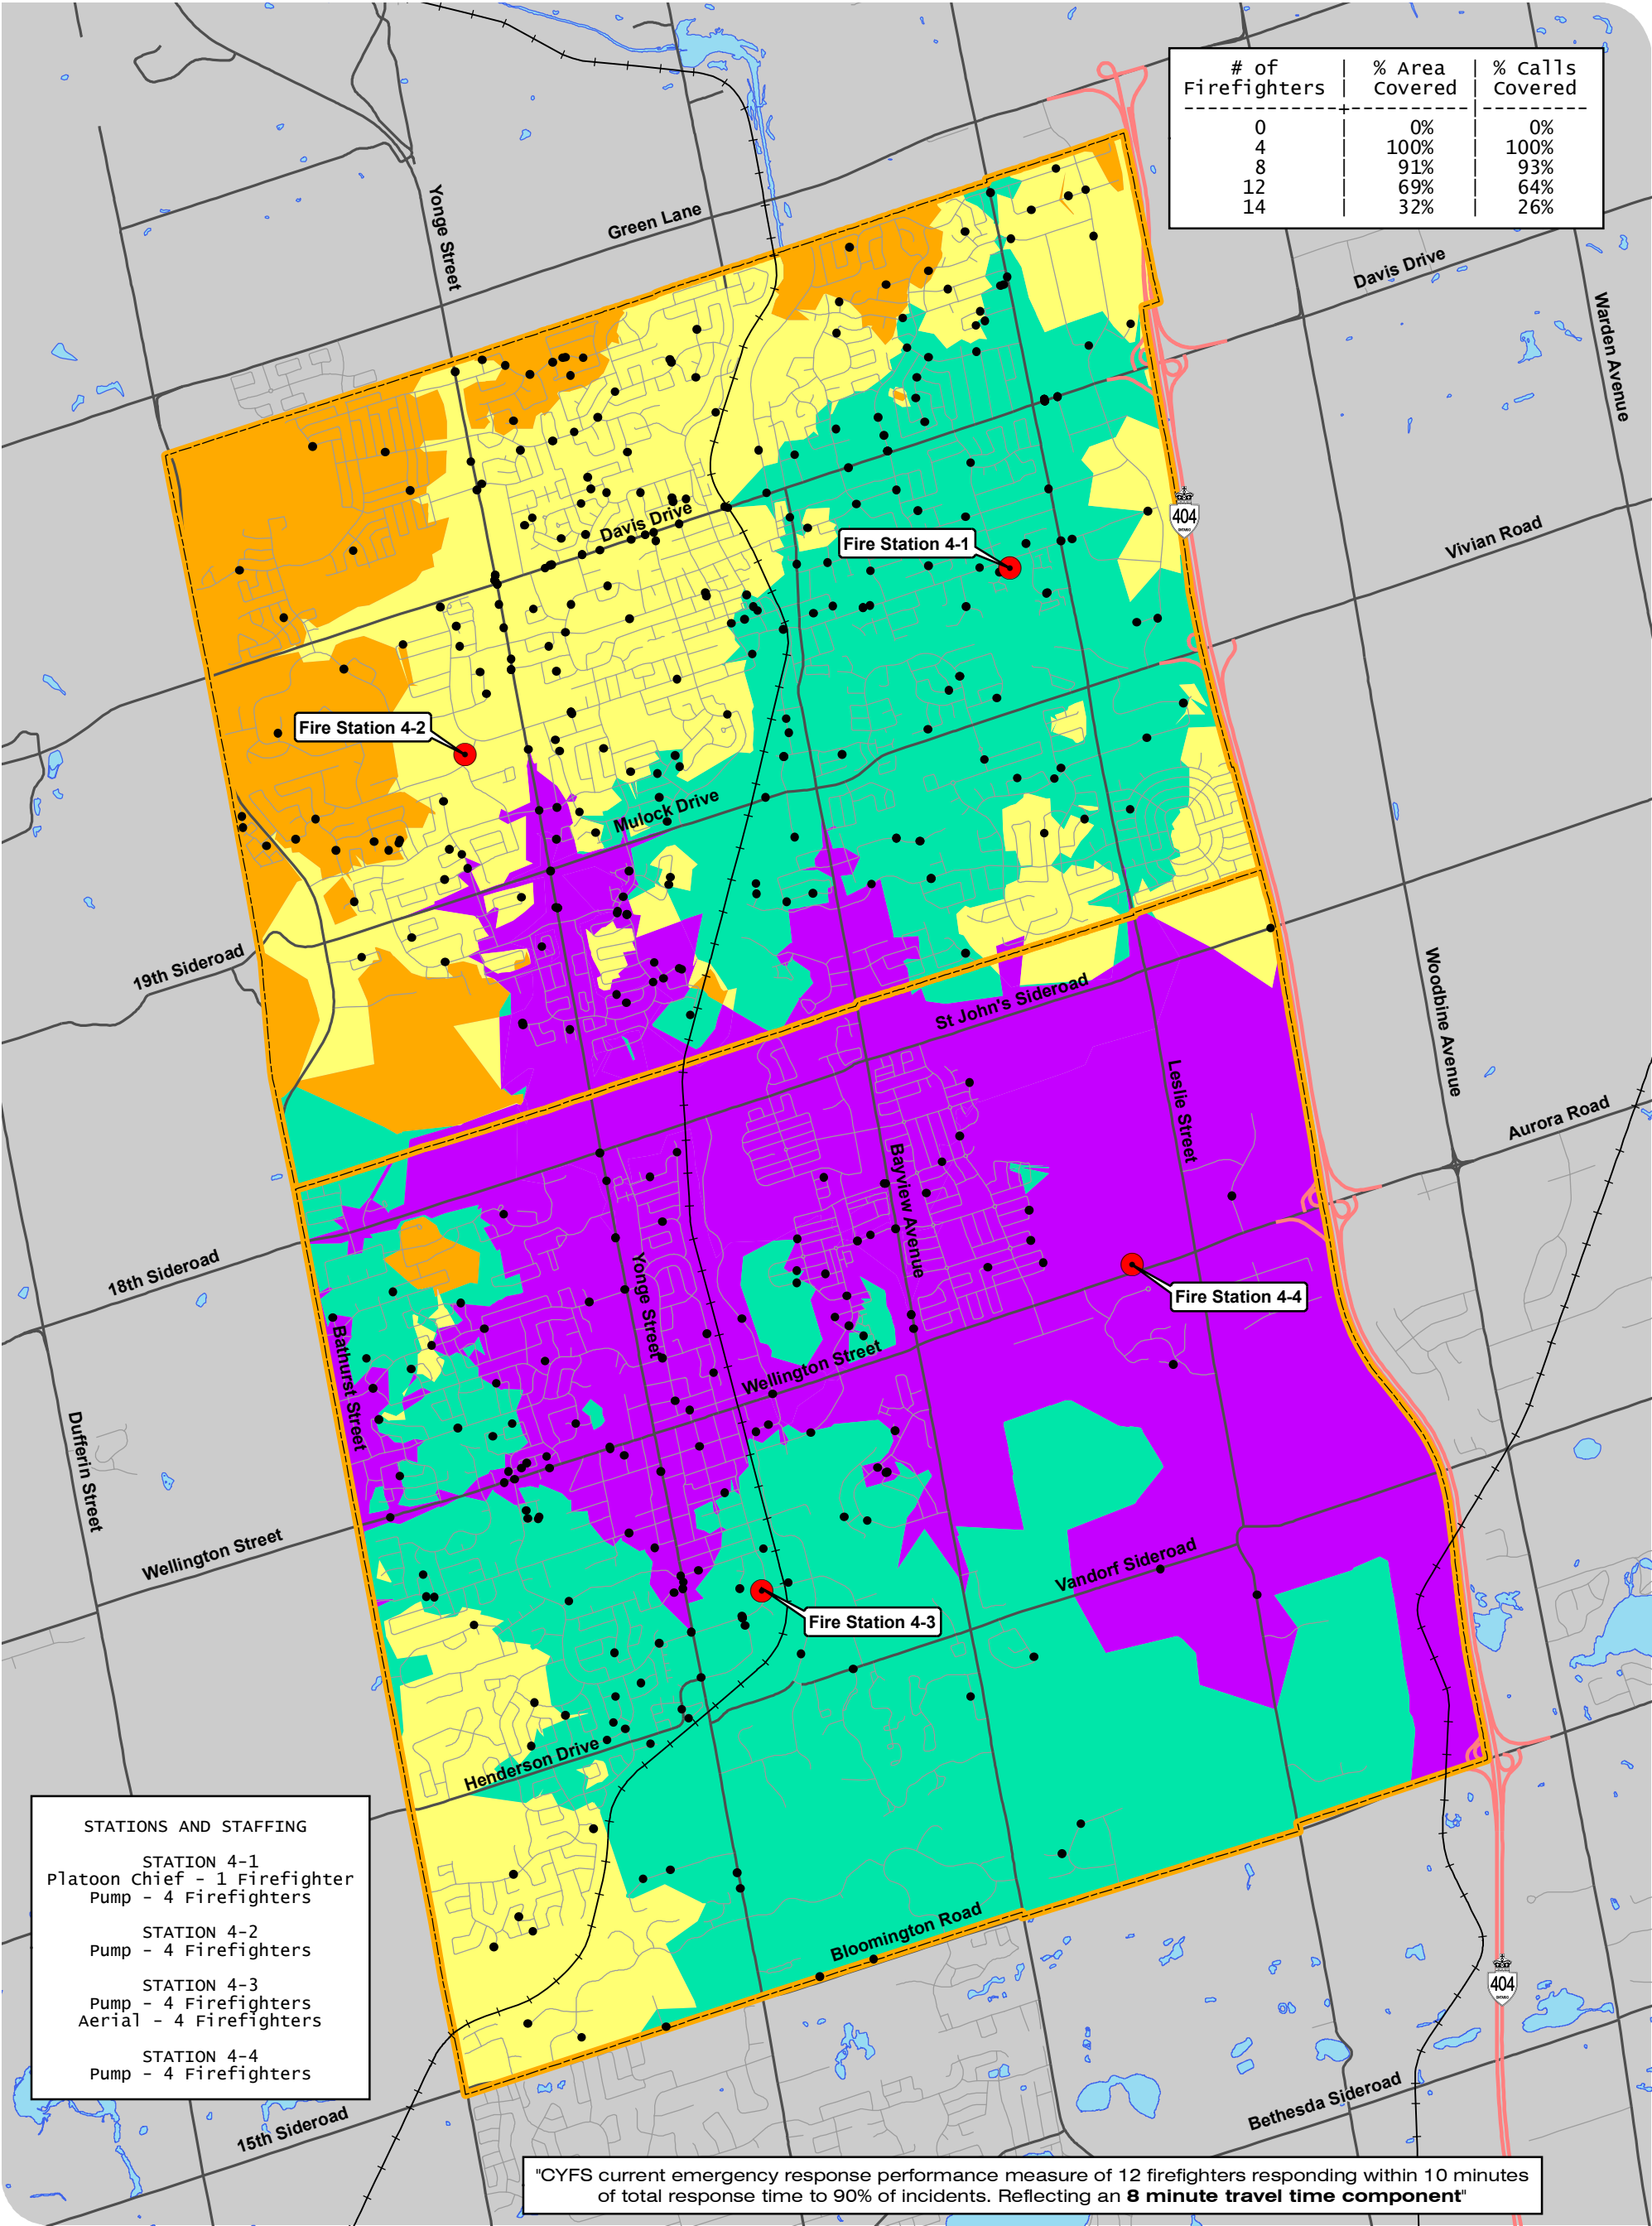 # of | % Area | % Calls
Firefighters | Covered | Covered
------------+---------|--------
0 | 0% | 0%
4 | 100% | 100%
8 | 91% | 93%
12 | 69% | 64%
14 | 32% | 26%
Yonge Street
Green Lane
Davis Drive
Warden Avenue
404
ONTARIO
Vivian Road
Davis Drive
Fire Station 4-1
Fire Station 4-2
Mulock Drive
19th Sideroad
St John's Sideroad
Woodbine Avenue
Leslie Street
Aurora Road
Bayview Avenue
18th Sideroad
Yonge Street
Fire Station 4-4
Bathurst Street
Wellington Street
Dufferin Street
Wellington Street
Vandorf Sideroad
Fire Station 4-3
Henderson Drive
Bloomington Road
404
ONTARIO
STATIONS AND STAFFING
STATION 4-1
Platoon Chief - 1 Firefighter
Pump - 4 Firefighters
STATION 4-2
Pump - 4 Firefighters
STATION 4-3
Pump - 4 Firefighters
Aerial - 4 Firefighters
STATION 4-4
Pump - 4 Firefighters
15th Sideroad
Bethesda Sideroad
"CYFS current emergency response performance measure of 12 firefighters responding within 10 minutes
of total response time to 90% of incidents. Reflecting an 8 minute travel time component"